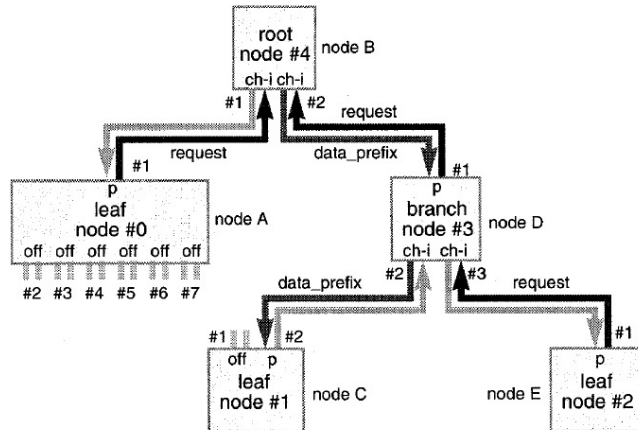 root
node #4
node B
ch-i ch-i
#1
#2
request
request
data_prefix
#1
#1
p
leaf
node #0
node A
off off off off off off
#2 #3 #4 #5 #6 #7
p
branch
node #3
node D
ch-i ch-i
#2
#3
data_prefix
request
#1
#2
#1
off p
leaf
node #1
node C
node E
p
leaf
node #2